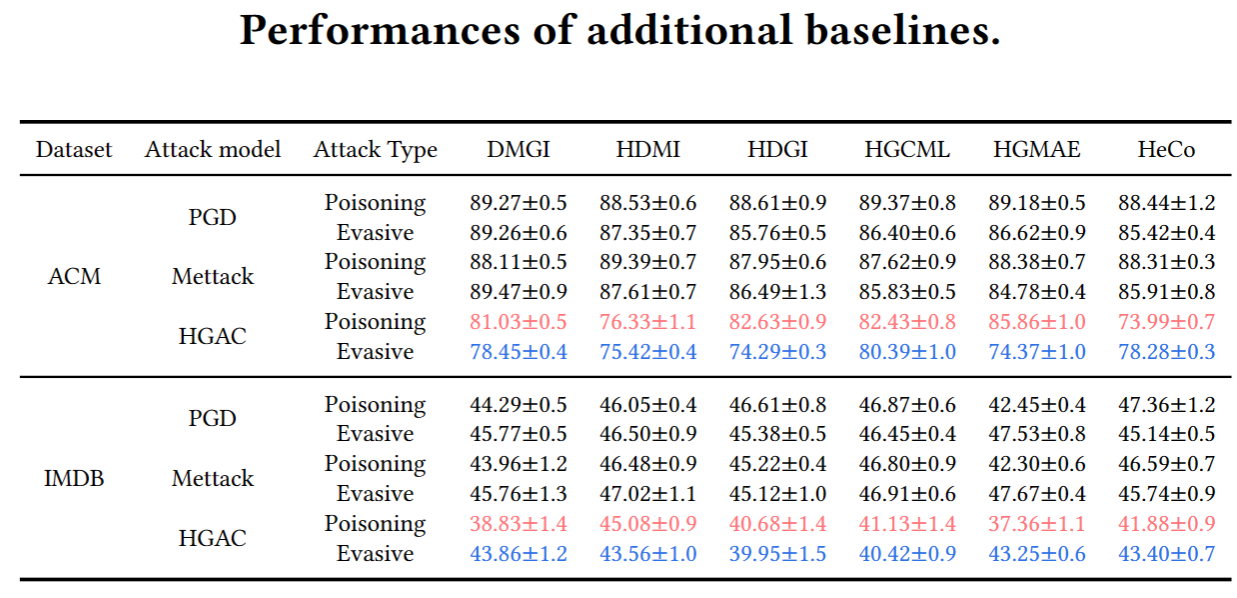 Performances of additional baselines.
Dataset Attack model Attack Type DMGI HDMI HDGI HGCML HGMAE HeCo
ACM
PGD
Poisoning 89.27±0.5 88.53±0.6 88.61±0.9 89.37±0.8 89.18±0.5 88.44±1.2
Evasive 89.26±0.6 87.35±0.7 85.76±0.5 86.40±0.6 86.62±0.9 85.42±0.4
Mettack
Poisoning 88.11±0.5 89.39±0.7 87.95±0.6 87.62±0.9 88.38±0.7 88.31±0.3
Evasive 89.47±0.9 87.61±0.7 86.49±1.3 85.83±0.5 84.78±0.4 85.91±0.8
HGAC
Poisoning 81.03±0.5 76.33±1.1 82.63±0.9 82.43±0.8 85.86±1.0 73.99±0.7
Evasive 78.45±0.4 75.42±0.4 74.29±0.3 80.39±1.0 74.37±1.0 78.28±0.3
IMDB
PGD
Poisoning 44.29±0.5 46.05±0.4 46.61±0.8 46.87±0.6 42.45±0.4 47.36±1.2
Evasive 45.77±0.5 46.50±0.9 45.38±0.5 46.45±0.4 47.53±0.8 45.14±0.5
Mettack
Poisoning 43.96±1.2 46.48±0.9 45.22±0.4 46.80±0.9 42.30±0.6 46.59±0.7
Evasive 45.76±1.3 47.02±1.1 45.12±1.0 46.91±0.6 47.67±0.4 45.74±0.9
HGAC
Poisoning 38.83±1.4 45.08±0.9 40.68±1.4 41.13±1.4 37.36±1.1 41.88±0.9
Evasive 43.86±1.2 43.56±1.0 39.95±1.5 40.42±0.9 43.25±0.6 43.40±0.7